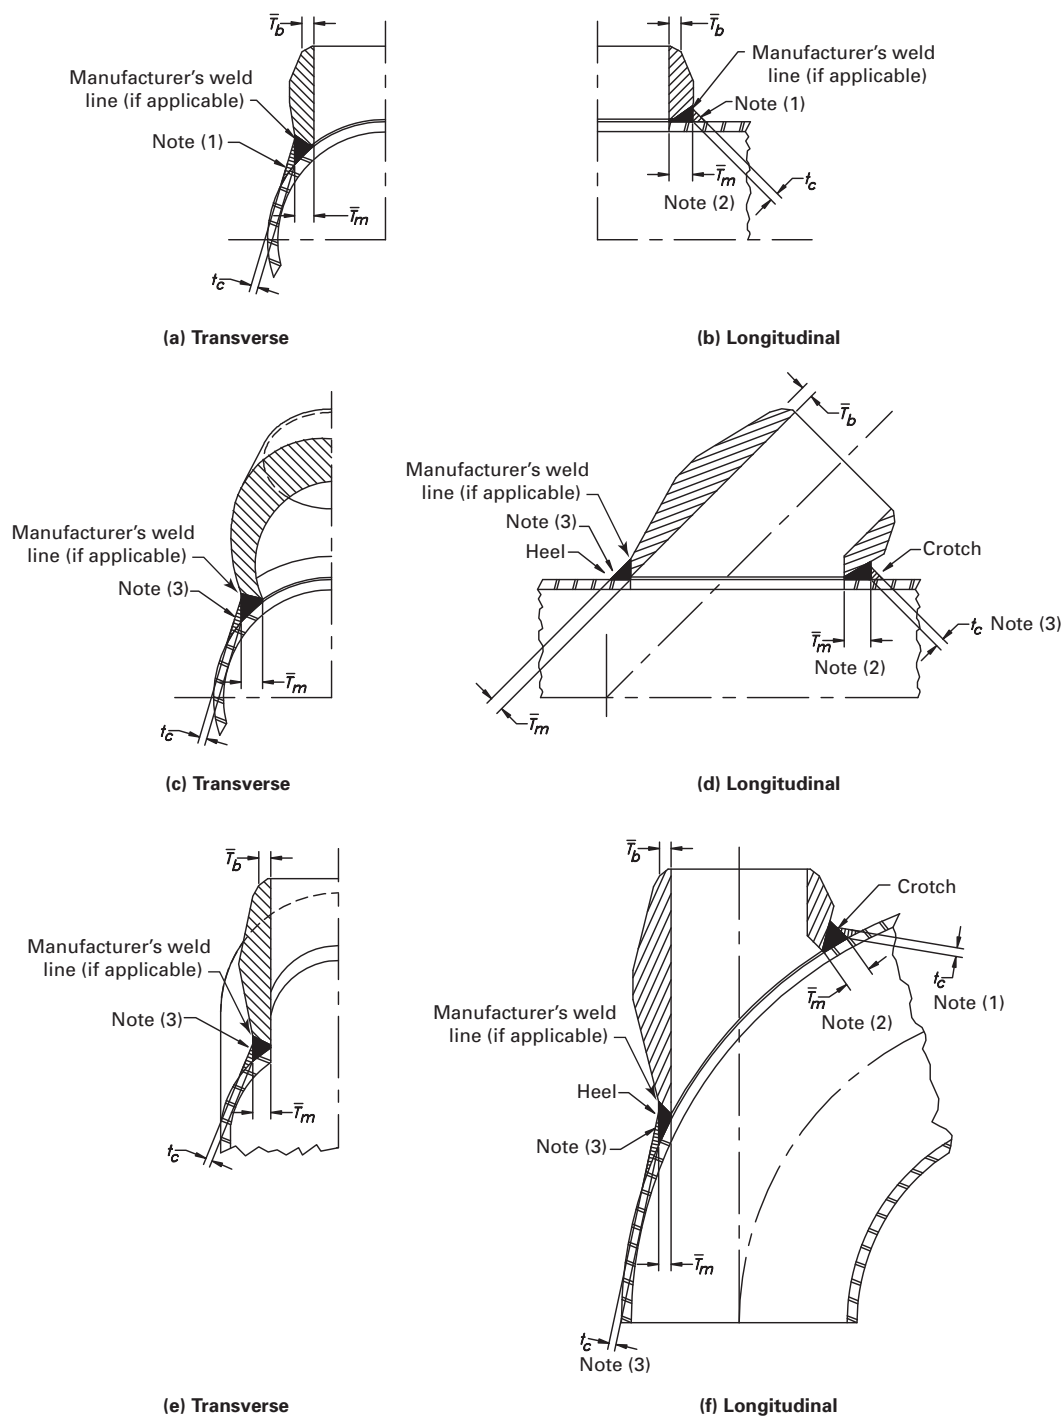 T̅b
Manufacturer's weld
line (if applicable)
Note (1)
T̅m
tc
(a) Transverse
T̅b
Manufacturer's weld
line (if applicable)
Note (1)
tc
T̅m
Note (2)
(b) Longitudinal
Manufacturer's weld
line (if applicable)
Note (3)
T̅m
tc
(c) Transverse
T̅b
Manufacturer's weld
line (if applicable)
Note (3)
Heel
Crotch
tc Note (3)
T̅m
Note (2)
T̅m
(d) Longitudinal
T̅b
Manufacturer's weld
line (if applicable)
Note (3)
T̅m
tc
(e) Transverse
T̅b
Crotch
tc
Note (1)
T̅m
Note (2)
Manufacturer's weld
line (if applicable)
Heel
Note (3)
T̅m
tc
Note (3)
(f) Longitudinal